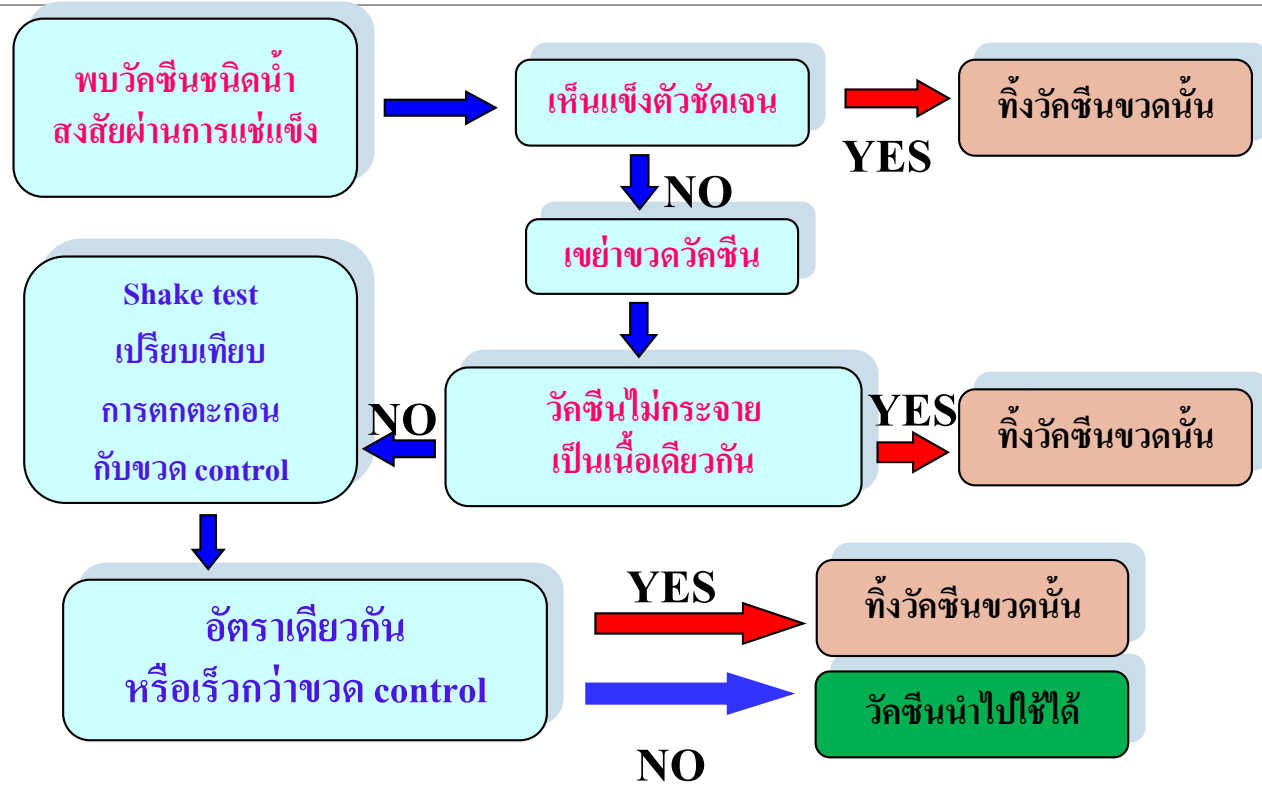 พบวัคซีนชนิดน้ำ
สงสัยผ่านการแช่แข็ง
เห็นแข็งตัวชัดเจน
YES
ทิ้งวัคซีนขวดนั้น
NO
เขย่าขวดวัคซีน
วัคซีนไม่กระจาย
เป็นเนื้อเดียวกัน
YES
ทิ้งวัคซีนขวดนั้น
NO
Shake test
เปรียบเทียบ
การตกตะกอน
กับขวด control
อัตราเดียวกัน
หรือเร็วกว่าขวด control
YES
ทิ้งวัคซีนขวดนั้น
NO
วัคซีนนำไปใช้ได้